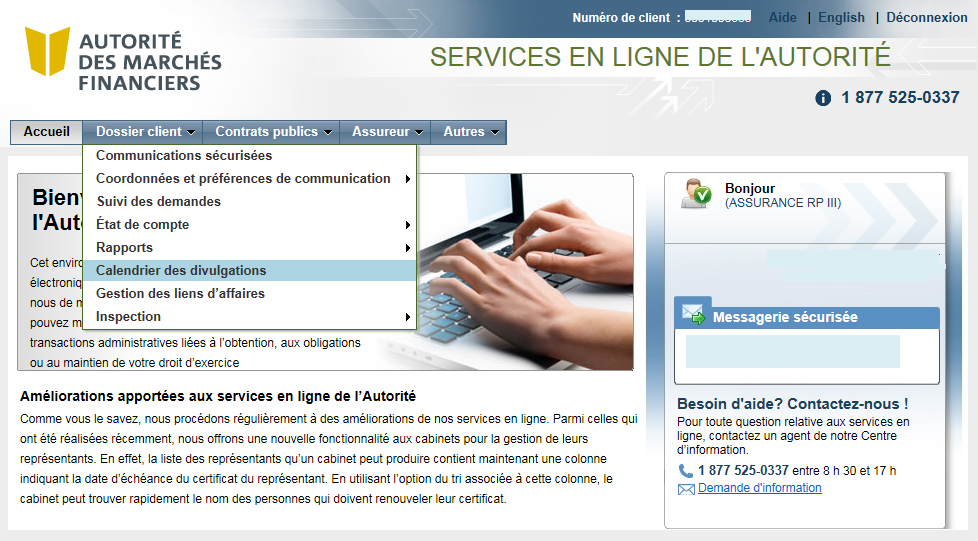 Numéro de client :
Aide | English | Déconnexion
AUTORITÉ
DES MARCHÉS
FINANCIERS
SERVICES EN LIGNE DE L'AUTORITÉ
1 877 525-0337
Accueil
Dossier client
Contrats publics
Assureur
Autres
Communications sécurisées
Coordonnées et préférences de communication
Suivi des demandes
État de compte
Rapports
Calendrier des divulgations
Gestion des liens d’affaires
Inspection
Bien
l'Aut
Cet enviro
électroniq
nous de m
pouvez m
transactions administratives liées à l’obtention, aux obligations
ou au maintien de votre droit d’exercice
Améliorations apportées aux services en ligne de l’Autorité
Comme vous le savez, nous procédons régulièrement à des améliorations de nos services en ligne. Parmi celles qui
ont été réalisées récemment, nous offrons une nouvelle fonctionnalité aux cabinets pour la gestion de leurs
représentants. En effet, la liste des représentants qu’un cabinet peut produire contient maintenant une colonne
indiquant la date d’échéance du certificat du représentant. En utilisant l’option du tri associée à cette colonne, le
cabinet peut trouver rapidement le nom des personnes qui doivent renouveler leur certificat.
Bonjour
(ASSURANCE RP III)
Messagerie sécurisée
Besoin d'aide? Contactez-nous !
Pour toute question relative aux services en
ligne, contactez un agent de notre Centre
d’information.
1 877 525-0337 entre 8 h 30 et 17 h
Demande d'information